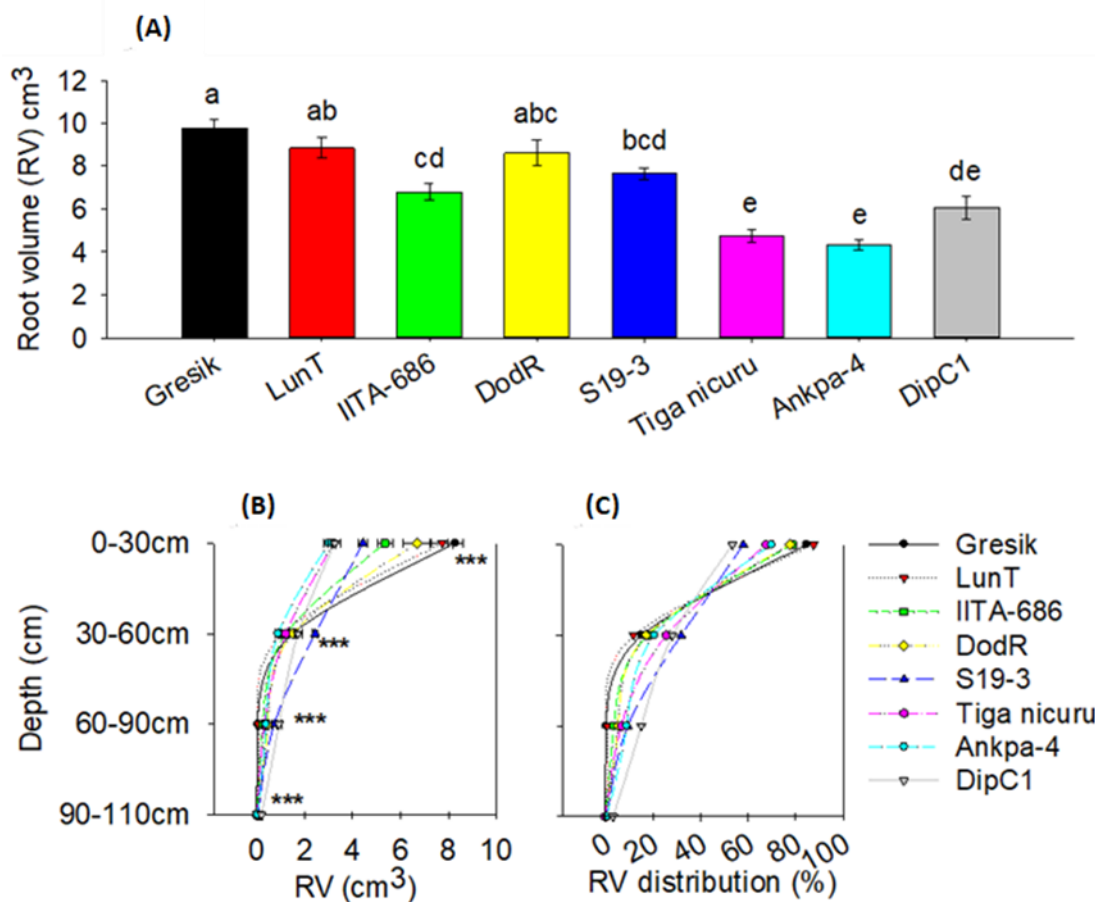 (A)
Root volume (RV) cm³
12
10
8
6
4
2
0
a
ab
cd
abc
bcd
e
e
de
Gresik
LunT
IITA-686
DodR
S19-3
Tiga nicuru
Ankpa-4
DipC1
(B)
(C)
Depth (cm)
0-30cm
30-60cm
60-90cm
90-110cm
***
***
***
***
0 2 4 6 8 10
RV (cm³)
0 20 40 60 80 100
RV distribution (%)
Gresik
LunT
IITA-686
DodR
S19-3
Tiga nicuru
Ankpa-4
DipC1